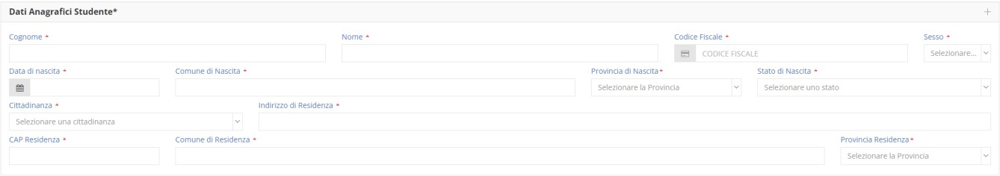 Dati Anagrafici Studente*
Cognome * Nome * Codice Fiscale * Sesso *
CODICE FISCALE Selezionare...
Data di nascita * Comune di Nascita * Provincia di Nascita* Stato di Nascita *
Selezionare la Provincia Selezionare uno stato
Cittadinanza * Indirizzo di Residenza *
Selezionare una cittadinanza
CAP Residenza * Comune di Residenza * Provincia Residenza*
Selezionare la Provincia